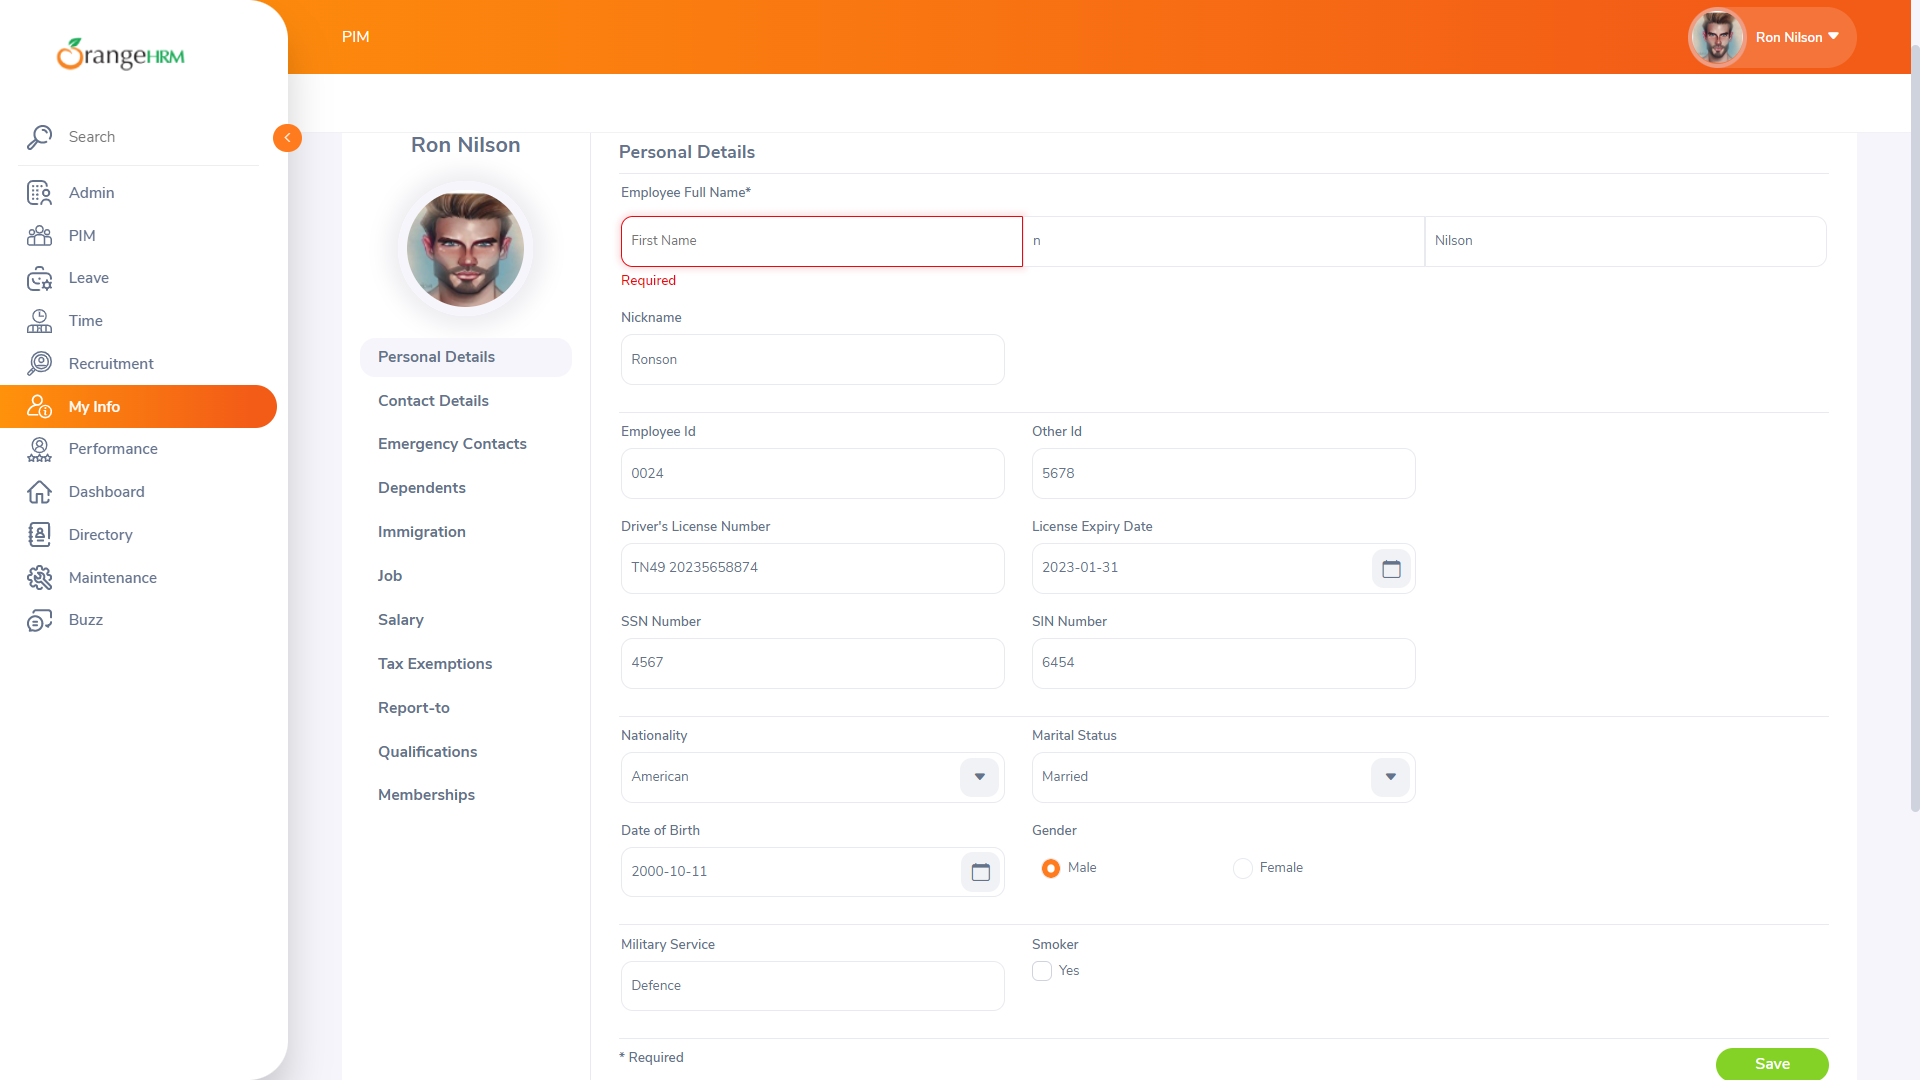 OrangeHRM
PIM
Ron Nilson
Search
Admin
PIM
Leave
Time
Recruitment
My Info
Performance
Dashboard
Directory
Maintenance
Buzz
Ron Nilson
Personal Details
Contact Details
Emergency Contacts
Dependents
Immigration
Job
Salary
Tax Exemptions
Report-to
Qualifications
Memberships
Personal Details
Employee Full Name*
First Name
n
Nilson
Required
Nickname
Ronson
Employee Id
Other Id
0024
5678
Driver's License Number
License Expiry Date
TN49 20235658874
2023-01-31
SSN Number
SIN Number
4567
6454
Nationality
Marital Status
American
Married
Date of Birth
Gender
2000-10-11
Male
Female
Military Service
Smoker
Defence
Yes
* Required
Save